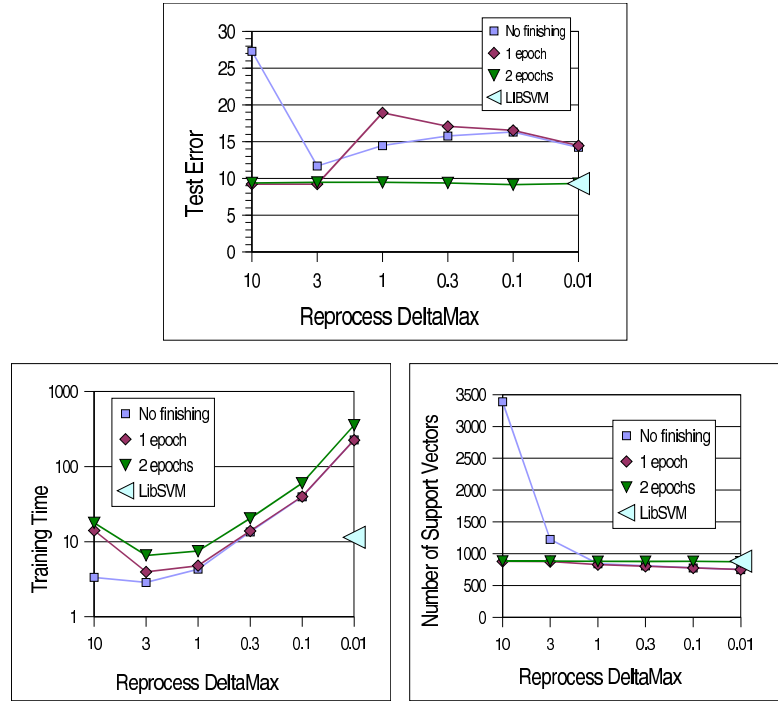 30
25
20
15
10
5
0
Test Error
No finishing
1 epoch
2 epochs
LIBSVM
10 3 1 0.3 0.1 0.01
Reprocess DeltaMax
1000
100
10
1
Training Time
No finishing
1 epoch
2 epochs
LibSVM
10 3 1 0.3 0.1 0.01
Reprocess DeltaMax
3500
3000
2500
2000
1500
1000
500
0
Number of Support Vectors
No finishing
1 epoch
2 epochs
LibSVM
10 3 1 0.3 0.1 0.01
Reprocess DeltaMax